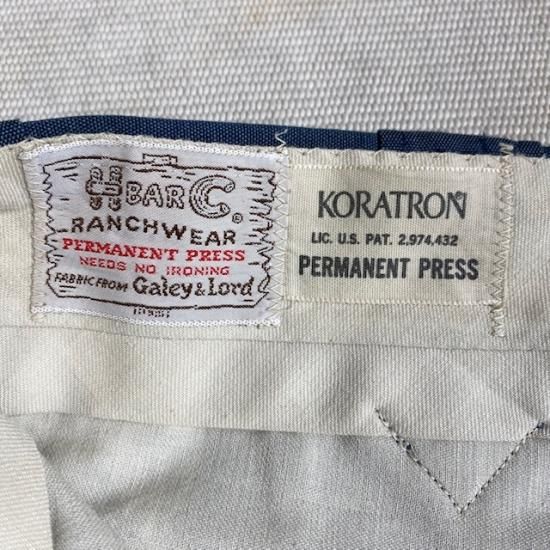 H BAR C ®
RANCHWEAR
PERMANENT PRESS
NEEDS NO IRONING
FABRIC FROM Galey & Lord
KORATRON
LIC. U.S. PAT. 2,974,432
PERMANENT PRESS